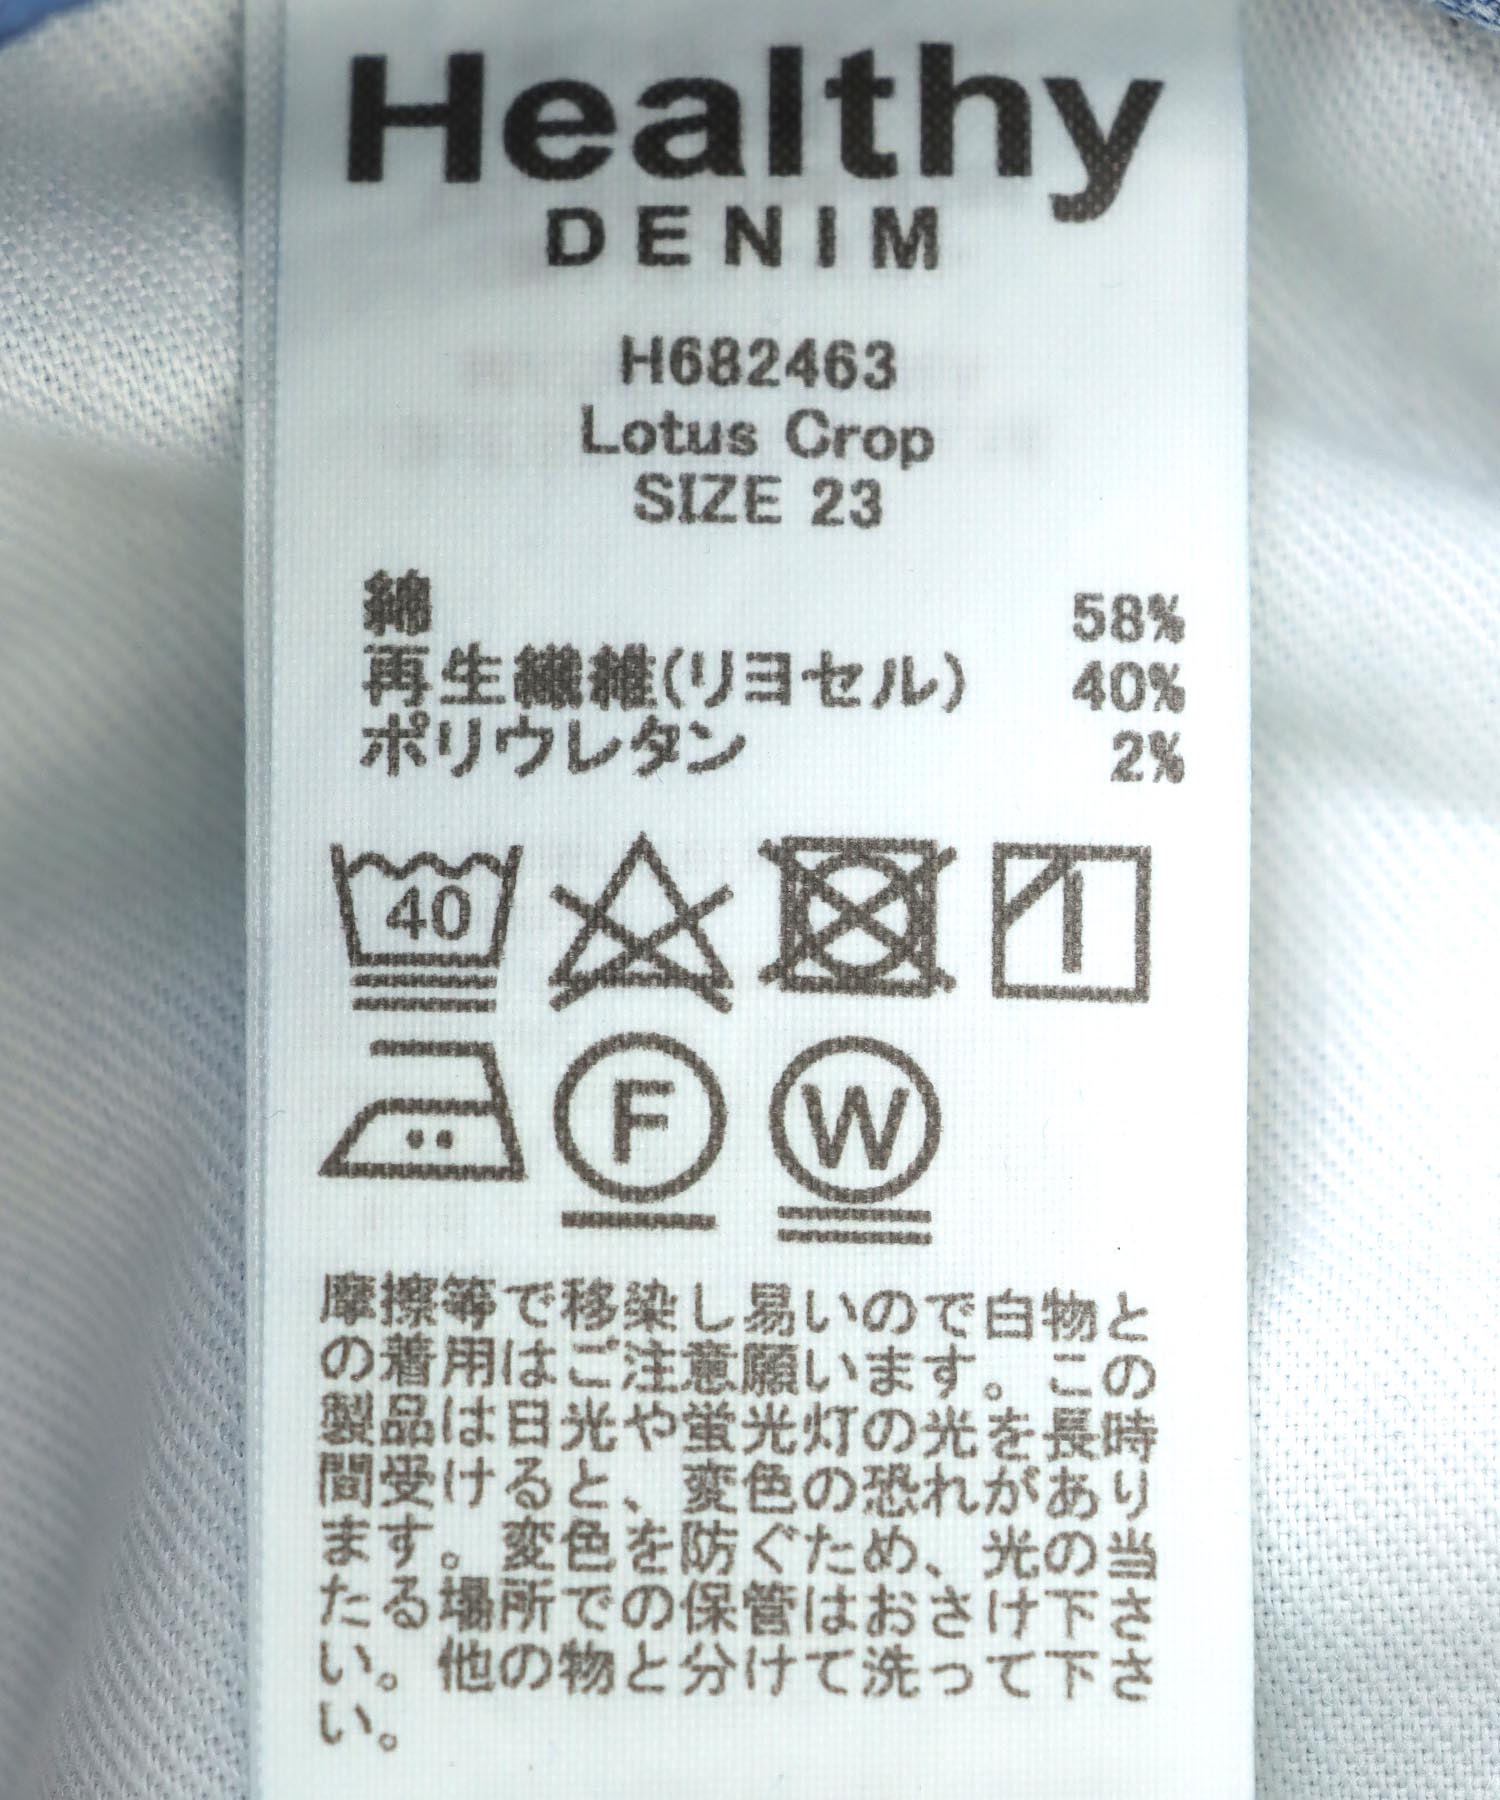 Healthy
DENIM
H682463
Lotus Crop
SIZE 23
綿 58%
再生繊維(リヨセル) 40%
ポリウレタン 2%
40
F
W
摩擦等で移染し易いので白物と
の着用はご注意願います。この
製品は日光や蛍光灯の光を長時
間受けると、変色の恐れがあり
ます。変色を防ぐため、光の当
たる場所での保管はおさけ下さ
い。他の物と分けて洗って下さ
い。